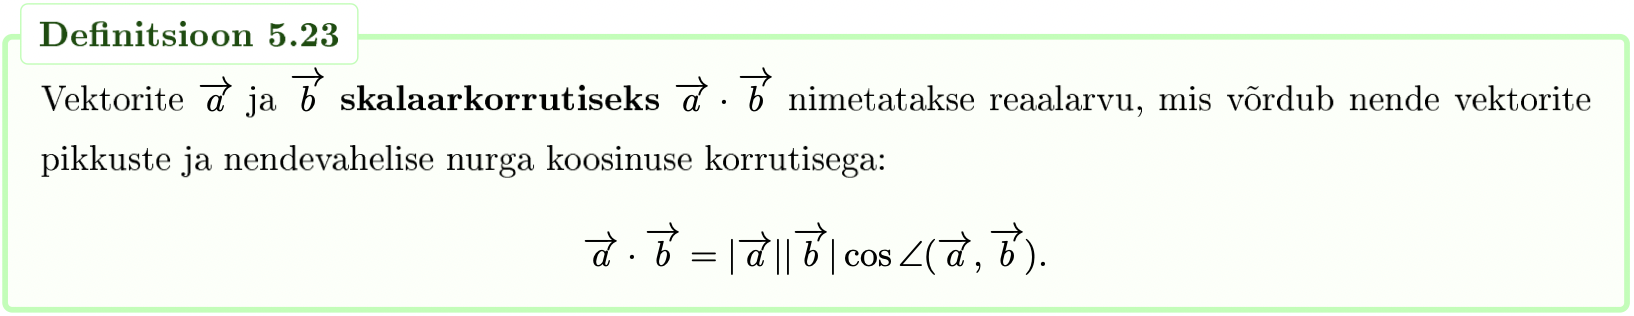 Definitsioon 5.23
Vektorite $\overrightarrow{a}$ ja $\overrightarrow{b}$ skalaarkorrutiseks $\overrightarrow{a} \cdot \overrightarrow{b}$ nimetatakse reaalarvu, mis võrdub nende vektorite
pikkuste ja nendevahelise nurga koosinuse korrutisega:
$\overrightarrow{a} \cdot \overrightarrow{b} = |\overrightarrow{a}||\overrightarrow{b}| \cos \angle(\overrightarrow{a}, \overrightarrow{b}).$